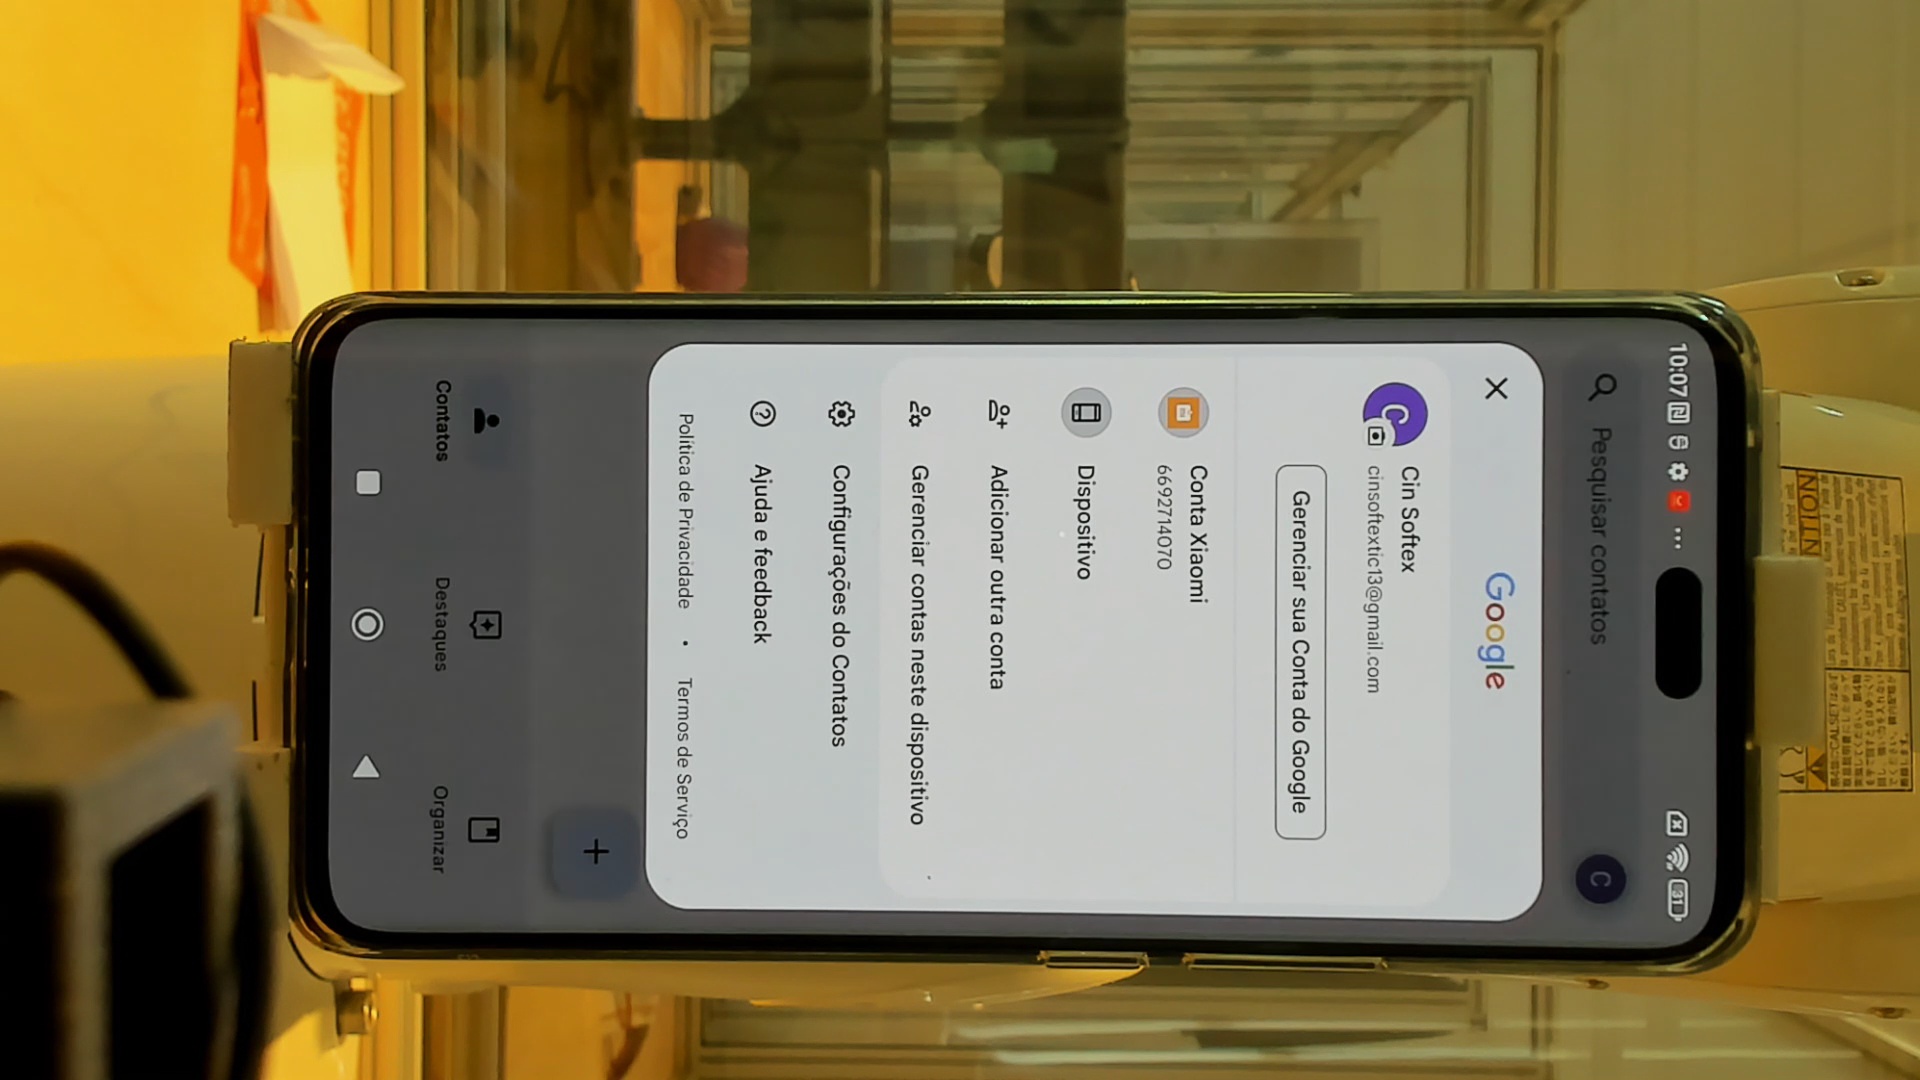 10:07
31
Pesquisar contatos
C
Google
C
Cin Softex
cinsoftextic13@gmail.com
Gerenciar sua Conta do Google
Conta Xiaomi
6692714070
Dispositivo
Adicionar outra conta
Gerenciar contas neste dispositivo
Configurações do Contatos
Ajuda e feedback
Política de Privacidade • Termos de Serviço
Contatos
Destaques
Organizar